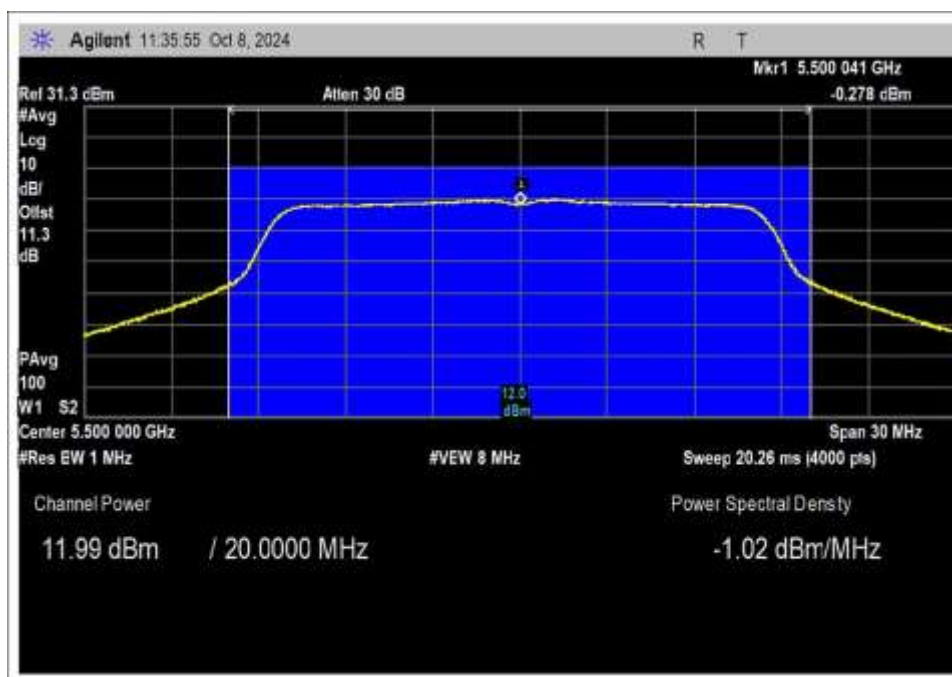 Agilent 11:35:55 Oct 8, 2024 R T
Mkr1 5.500 041 GHz
Ref 31.3 dBm Atten 30 dB -0.278 dBm
#Avg
Log
10
dB/
Offst
11.3
dB
1
PAvg
100
W1 S2
12.0
dBm
Center 5.500 000 GHz Span 30 MHz
#Res BW 1 MHz #VBW 8 MHz Sweep 20.26 ms (4000 pts)
Channel Power Power Spectral Density
11.99 dBm / 20.0000 MHz -1.02 dBm/MHz